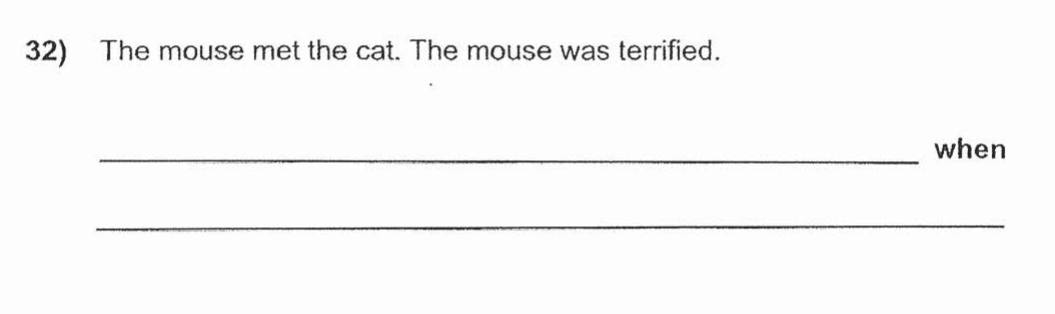 32) The mouse met the cat. The mouse was terrified.
when